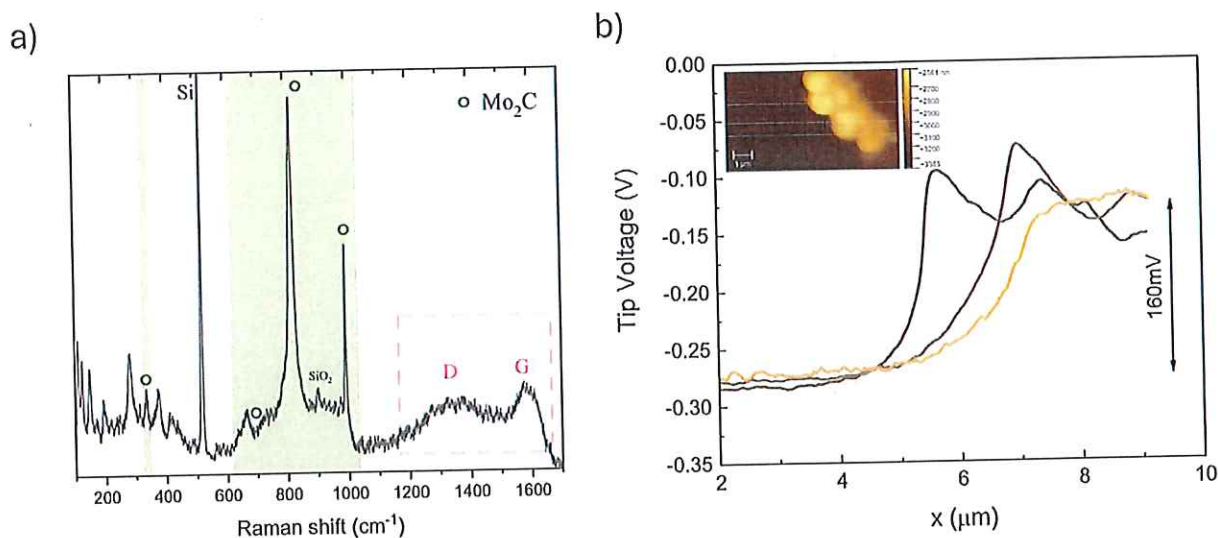 a)
Si
Mo₂C
SiO₂
D
G
200 400 600 800 1000 1200 1400 1600
Raman shift (cm⁻¹)
b)
0.00
-0.05
-0.10
-0.15
-0.20
-0.25
-0.30
-0.35
Tip Voltage (V)
160mV
2 4 6 8 10
x (μm)